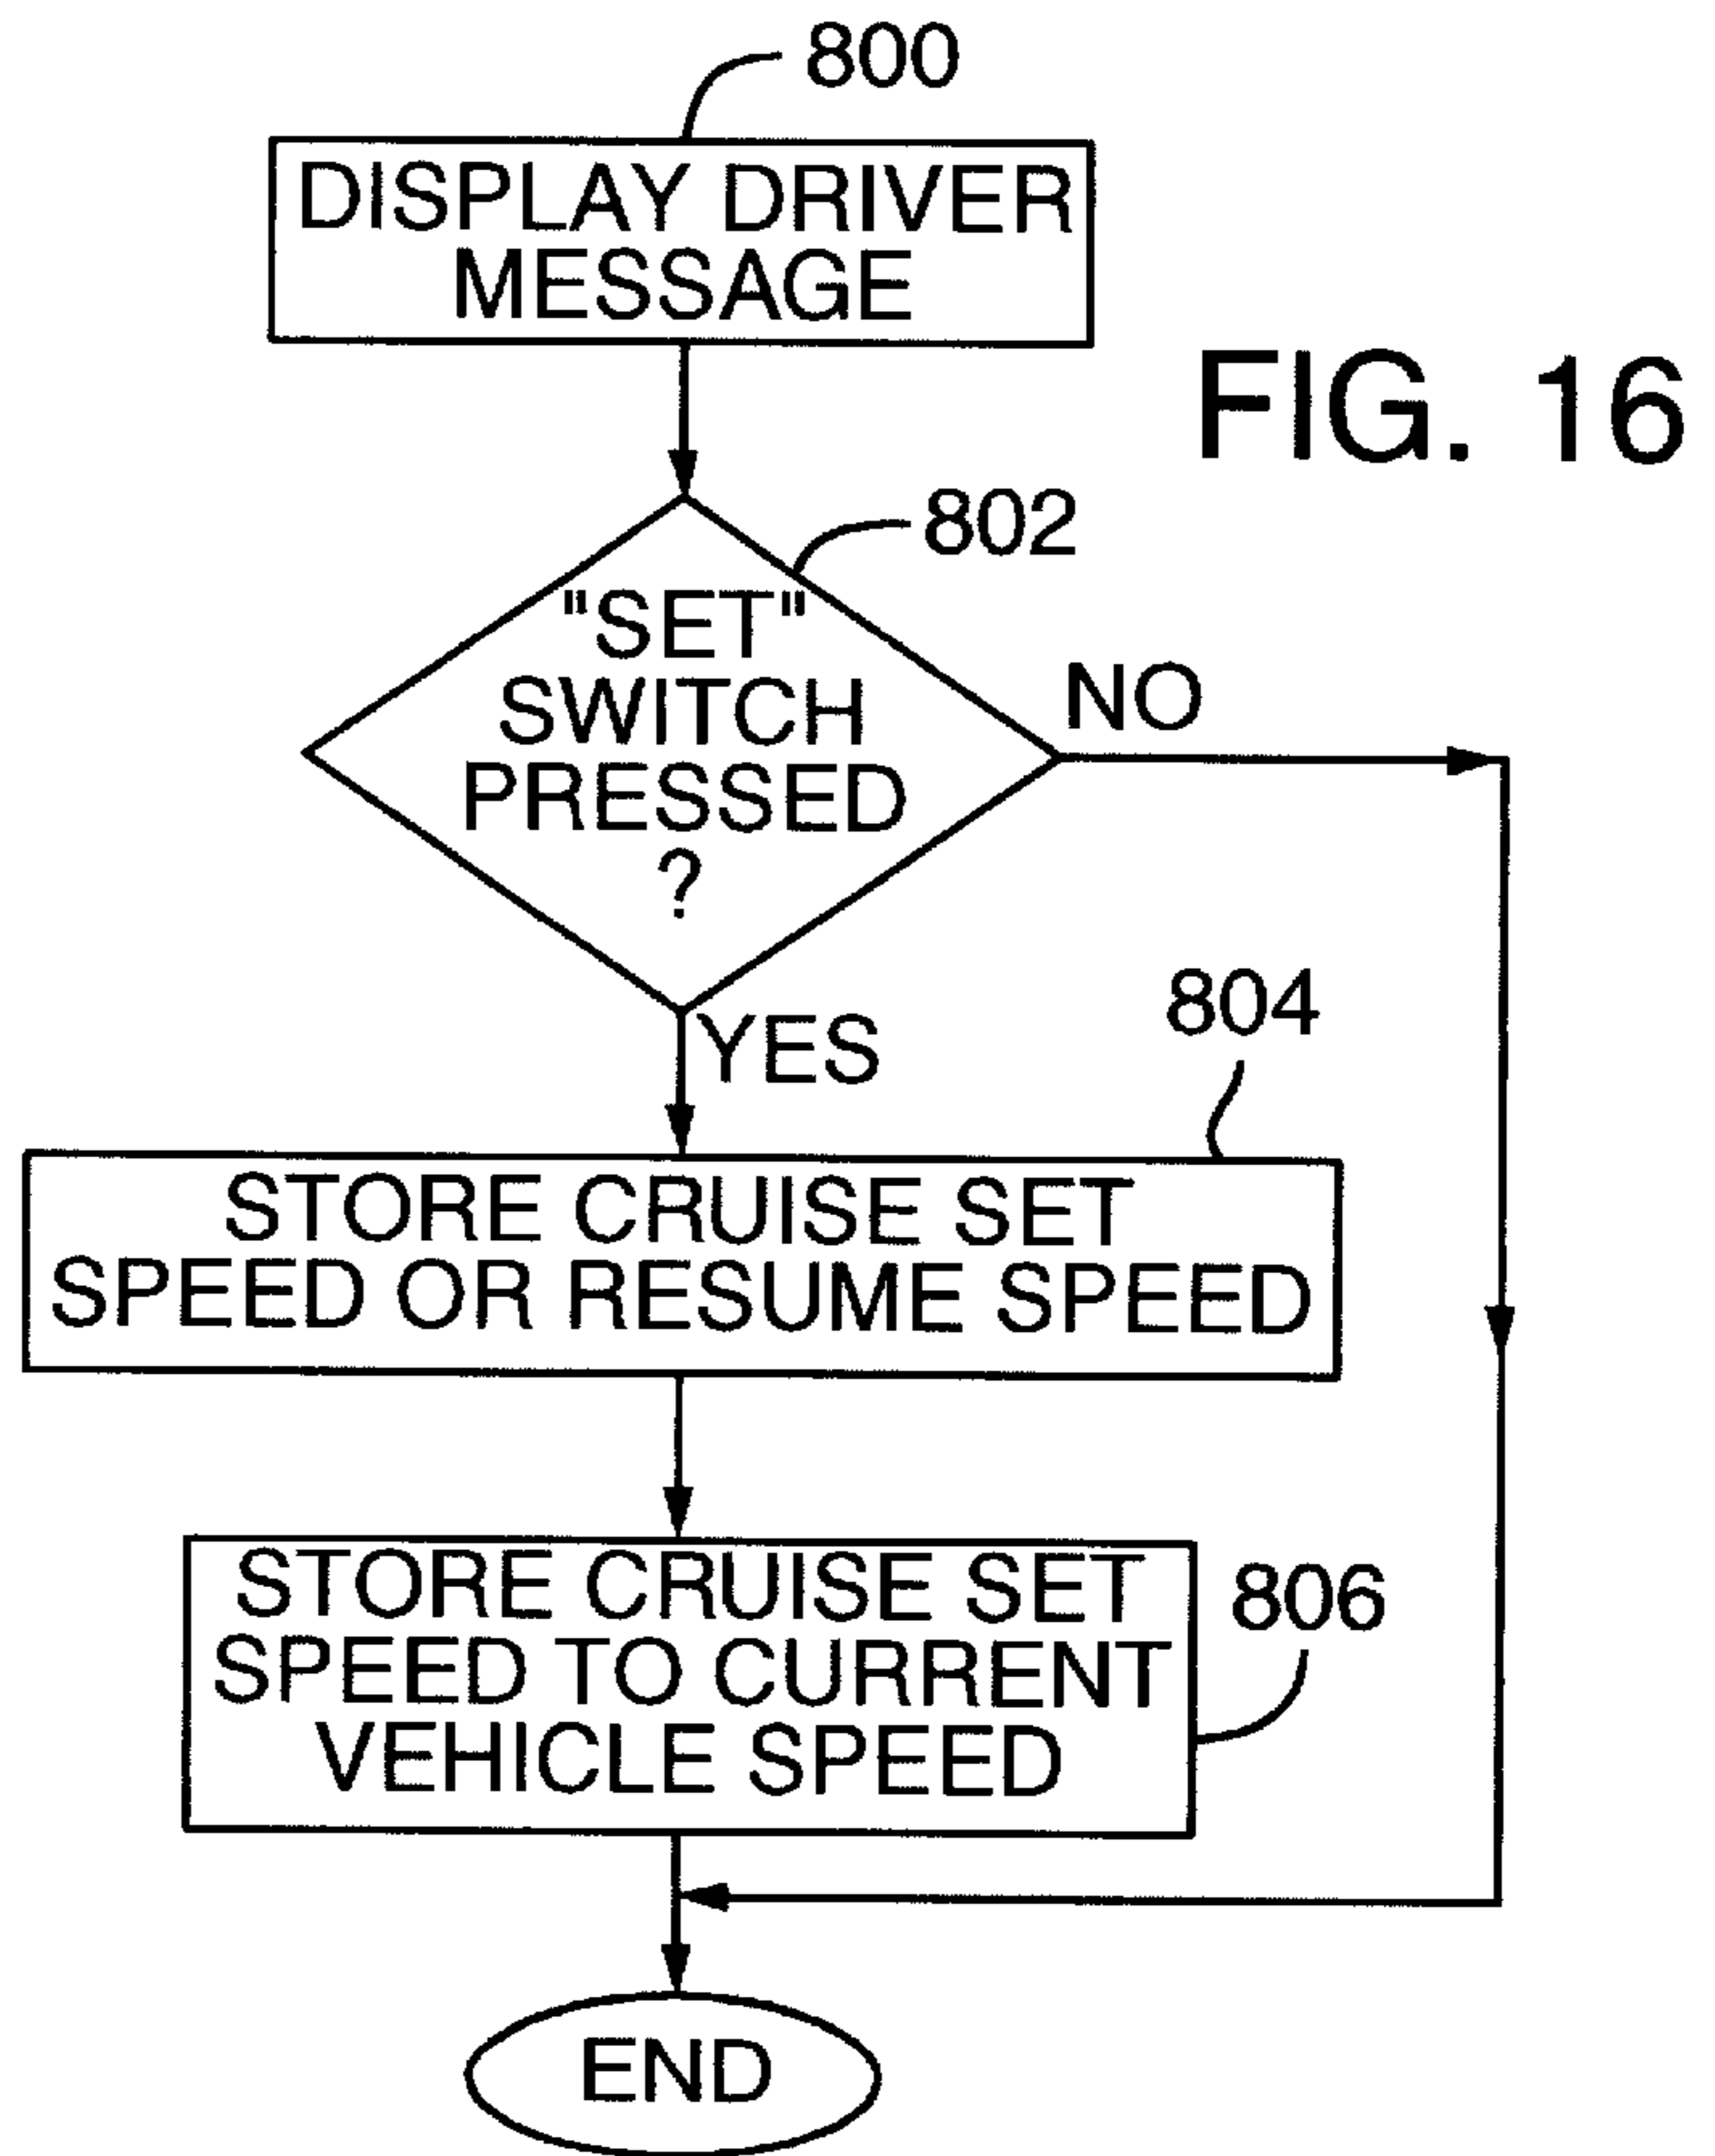 800
DISPLAY DRIVER
MESSAGE
FIG. 16
802
"SET"
SWITCH
PRESSED
?
NO
YES
804
STORE CRUISE SET
SPEED OR RESUME SPEED
STORE CRUISE SET
SPEED TO CURRENT
VEHICLE SPEED
806
END